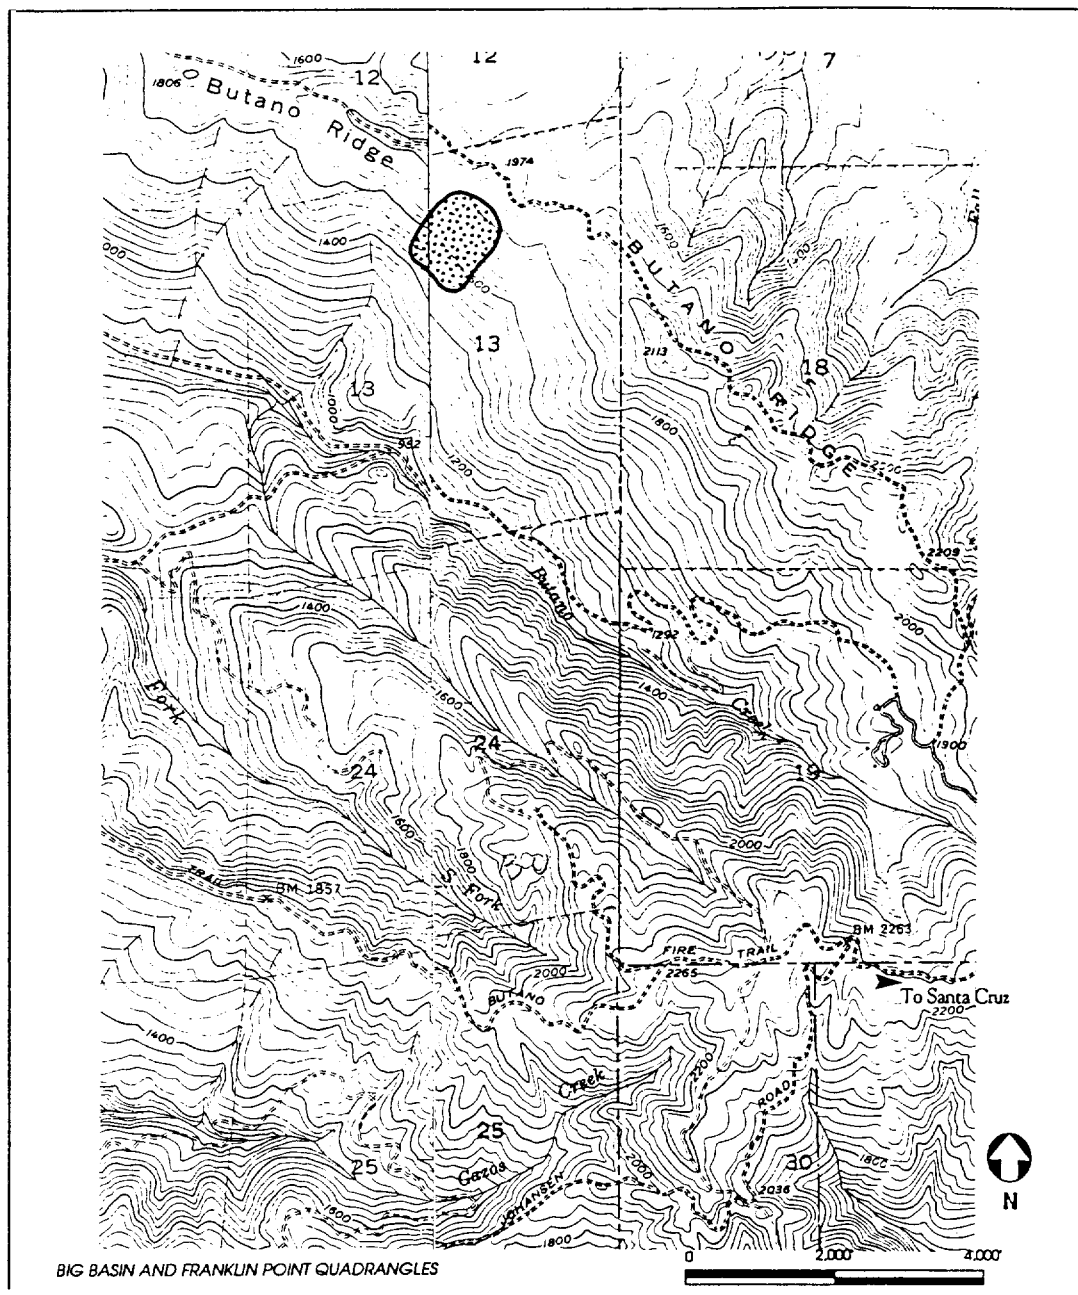 1600
12
12
7
1806
Butano Ridge
1974
1600
1400
BUTANO RIDGE
13
2113
18
13
1000
1800
952
1200
2209
Butano
2000
1400
1292
1400
Creek
1600
Fork
24
24
1900
19
1600
1800
2000
TRAIL
BM 1857
S Fork
BM 2263
FIRE TRAIL
2265
2000
BUTANO
To Santa Cruz
2200
1400
2200
Creek
ROAD
25
25
Gazos
2000
30
1800
JOHANSEN
2036
1600
1800
N
0 2,000' 4,000'
BIG BASIN AND FRANKLIN POINT QUADRANGLES